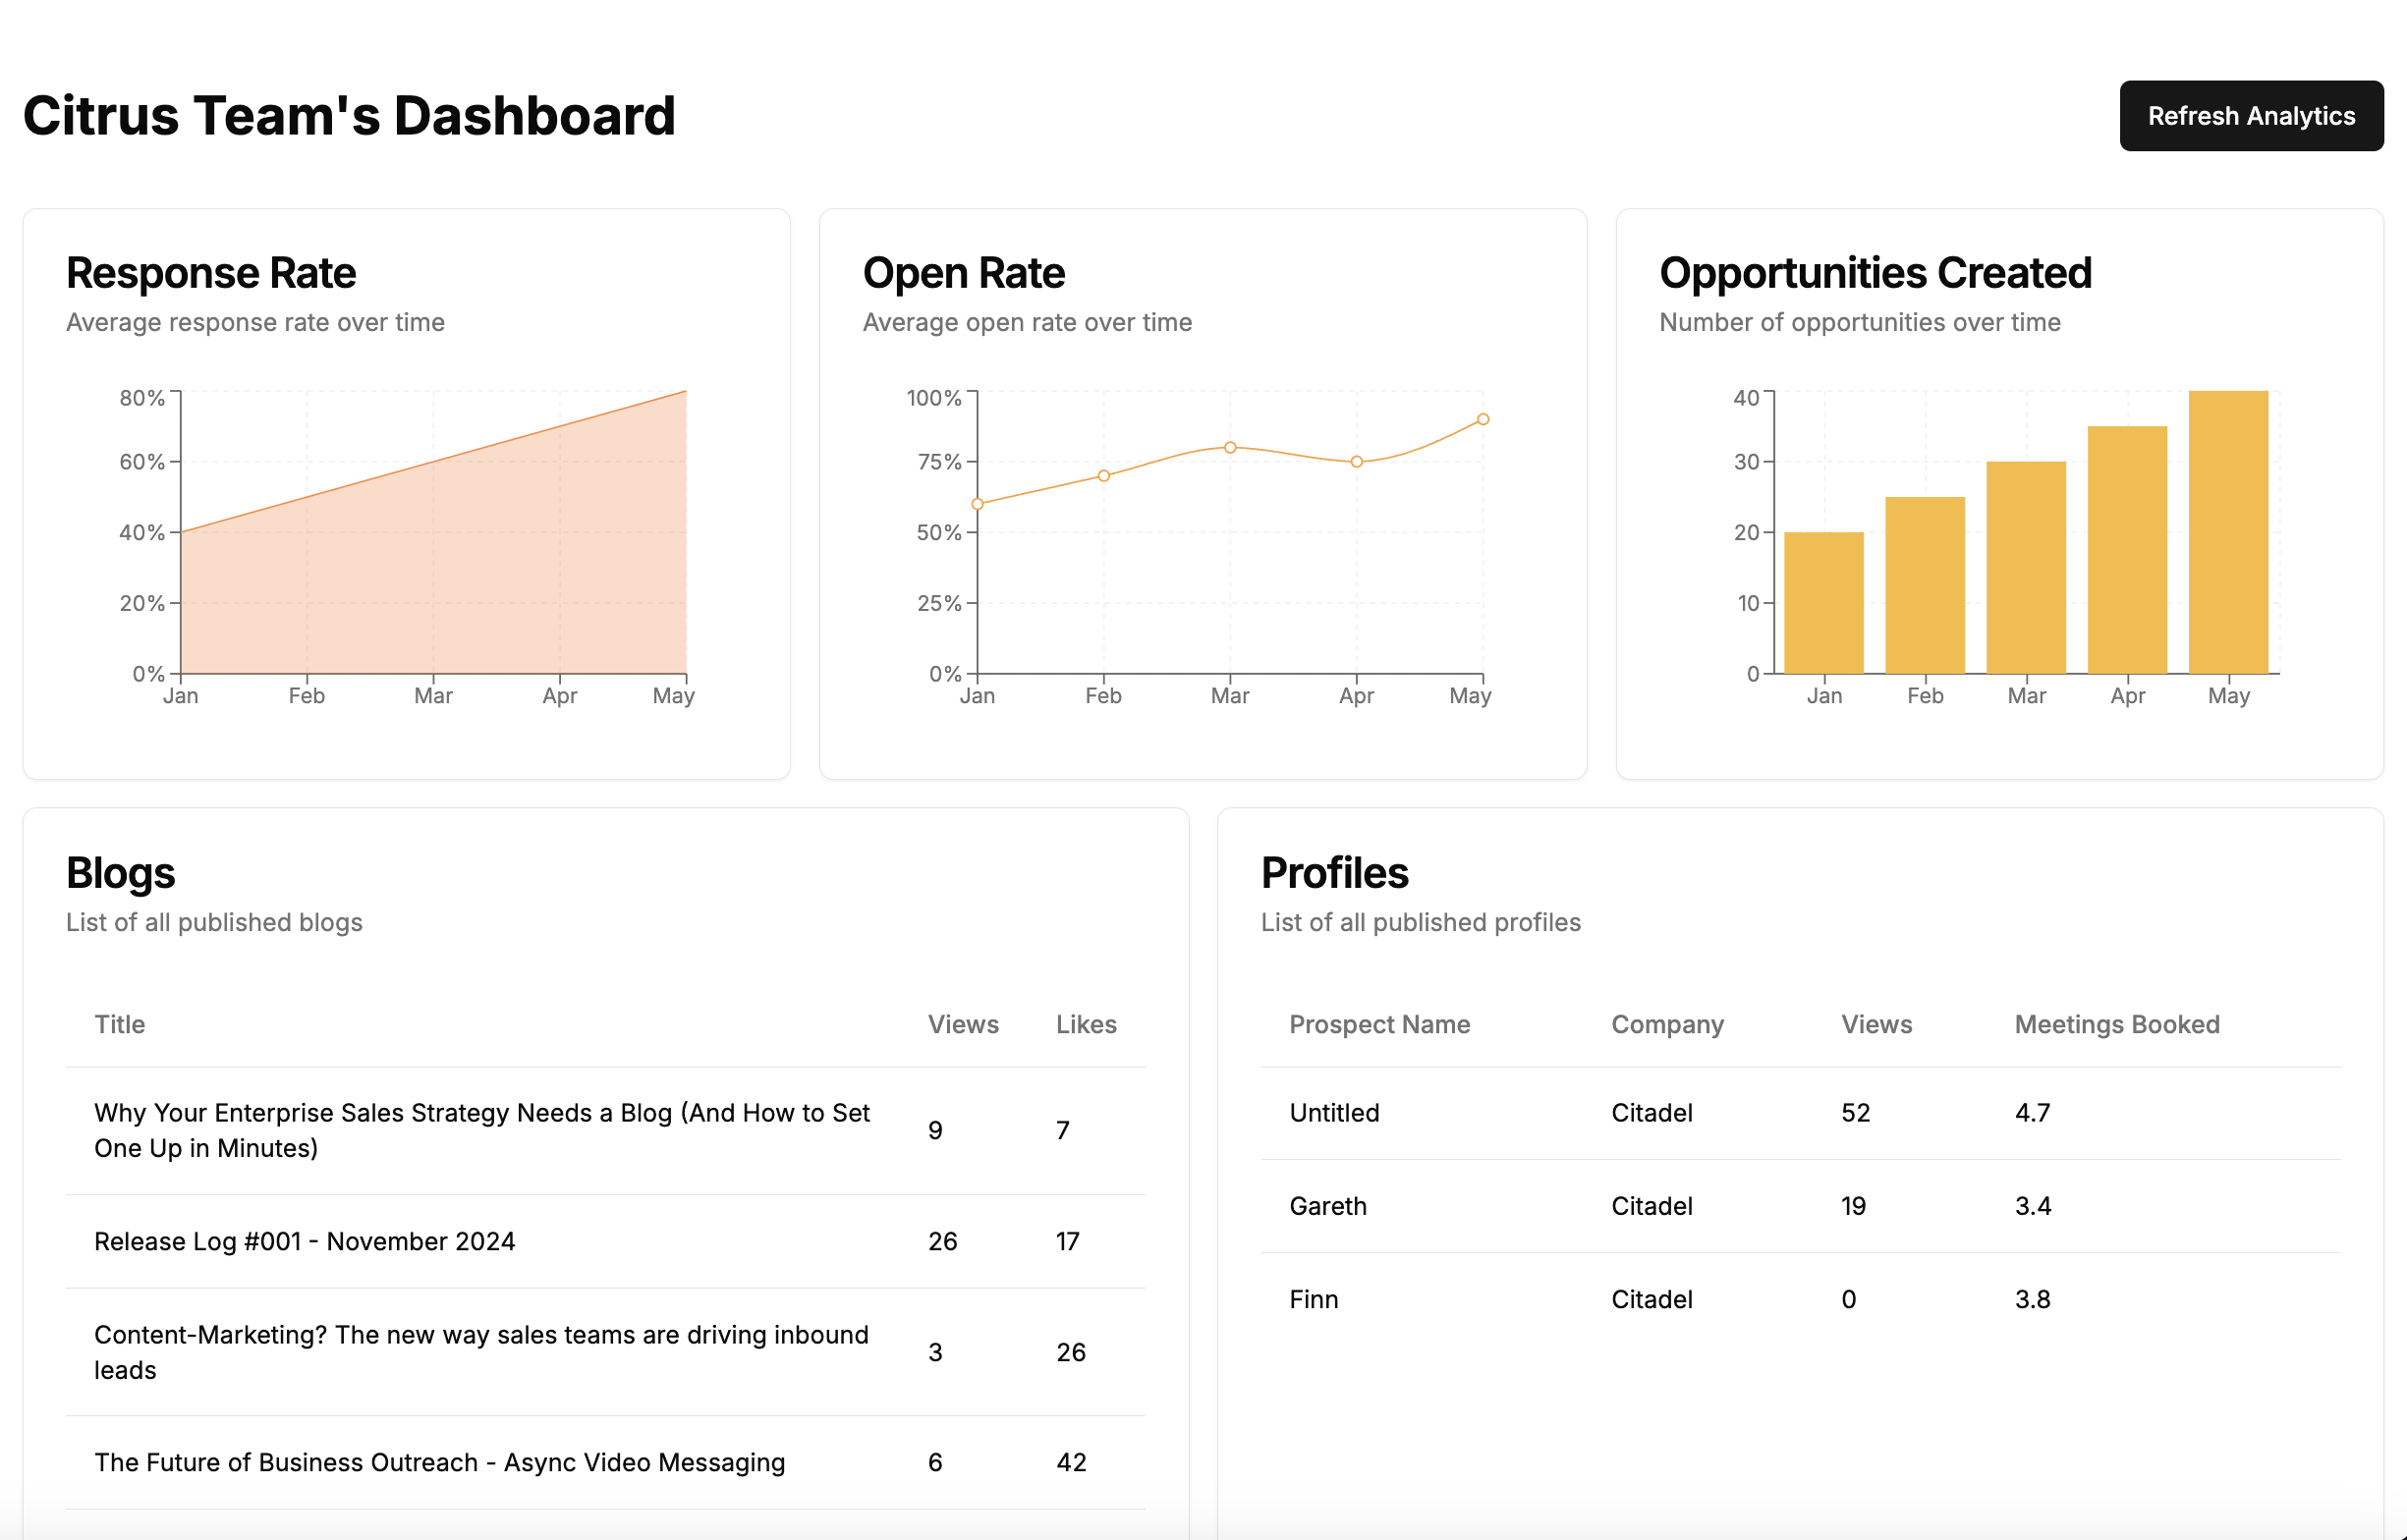 Citrus Team's Dashboard
Refresh Analytics
Response Rate
Average response rate over time
80%
60%
40%
20%
0%
Jan Feb Mar Apr May
Open Rate
Average open rate over time
100%
75%
50%
25%
0%
Jan Feb Mar Apr May
Opportunities Created
Number of opportunities over time
40
30
20
10
0
Jan Feb Mar Apr May
Blogs
List of all published blogs
Title Views Likes
Why Your Enterprise Sales Strategy Needs a Blog (And How to Set
One Up in Minutes)
9 7
Release Log #001 - November 2024 26 17
Content-Marketing? The new way sales teams are driving inbound
leads
3 26
The Future of Business Outreach - Async Video Messaging 6 42
Profiles
List of all published profiles
Prospect Name Company Views Meetings Booked
Untitled Citadel 52 4.7
Gareth Citadel 19 3.4
Finn Citadel 0 3.8